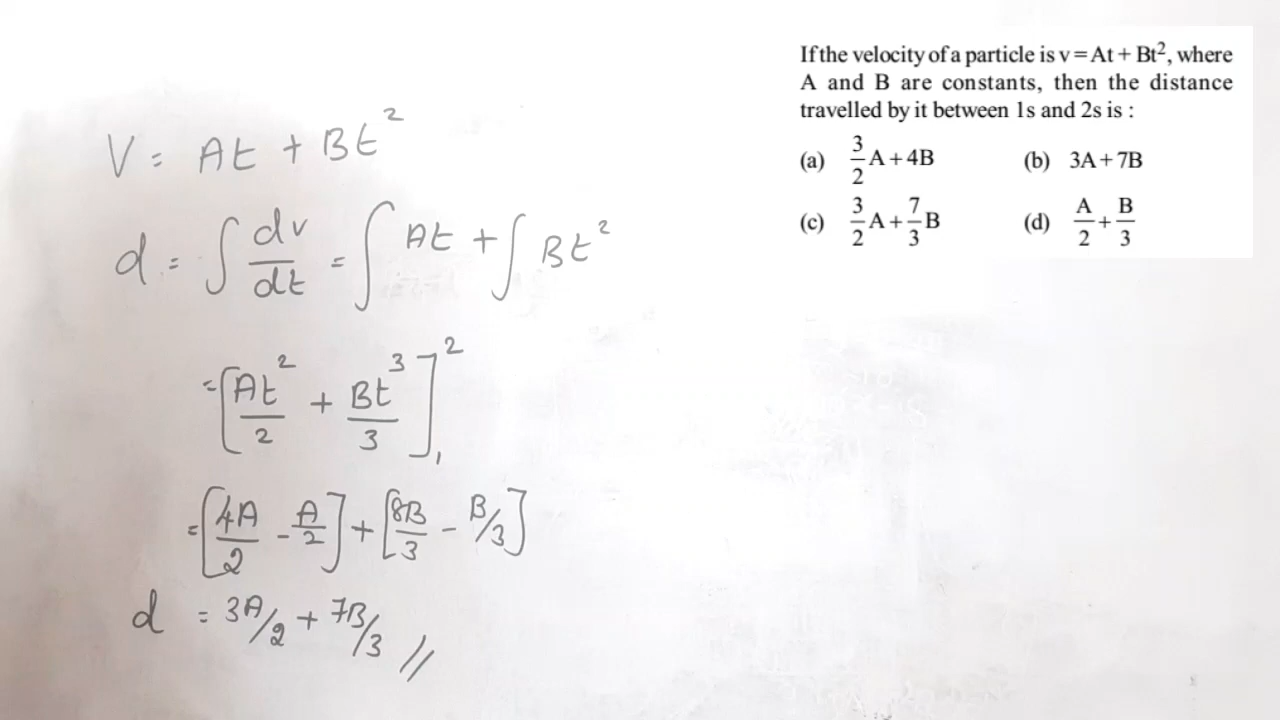 V = At + Bt²
d = ∫ dv/dt = ∫ At + ∫ Bt²
= [At²/2 + Bt³/3]²₁
= [4A/2 - A/2] + [8B/3 - B/3]
d = 3A/2 + 7B/3 //
If the velocity of a particle is v = At + Bt², where
A and B are constants, then the distance
travelled by it between 1s and 2s is :
(a) 3/2 A + 4B (b) 3A + 7B
(c) 3/2 A + 7/3 B (d) A/2 + B/3